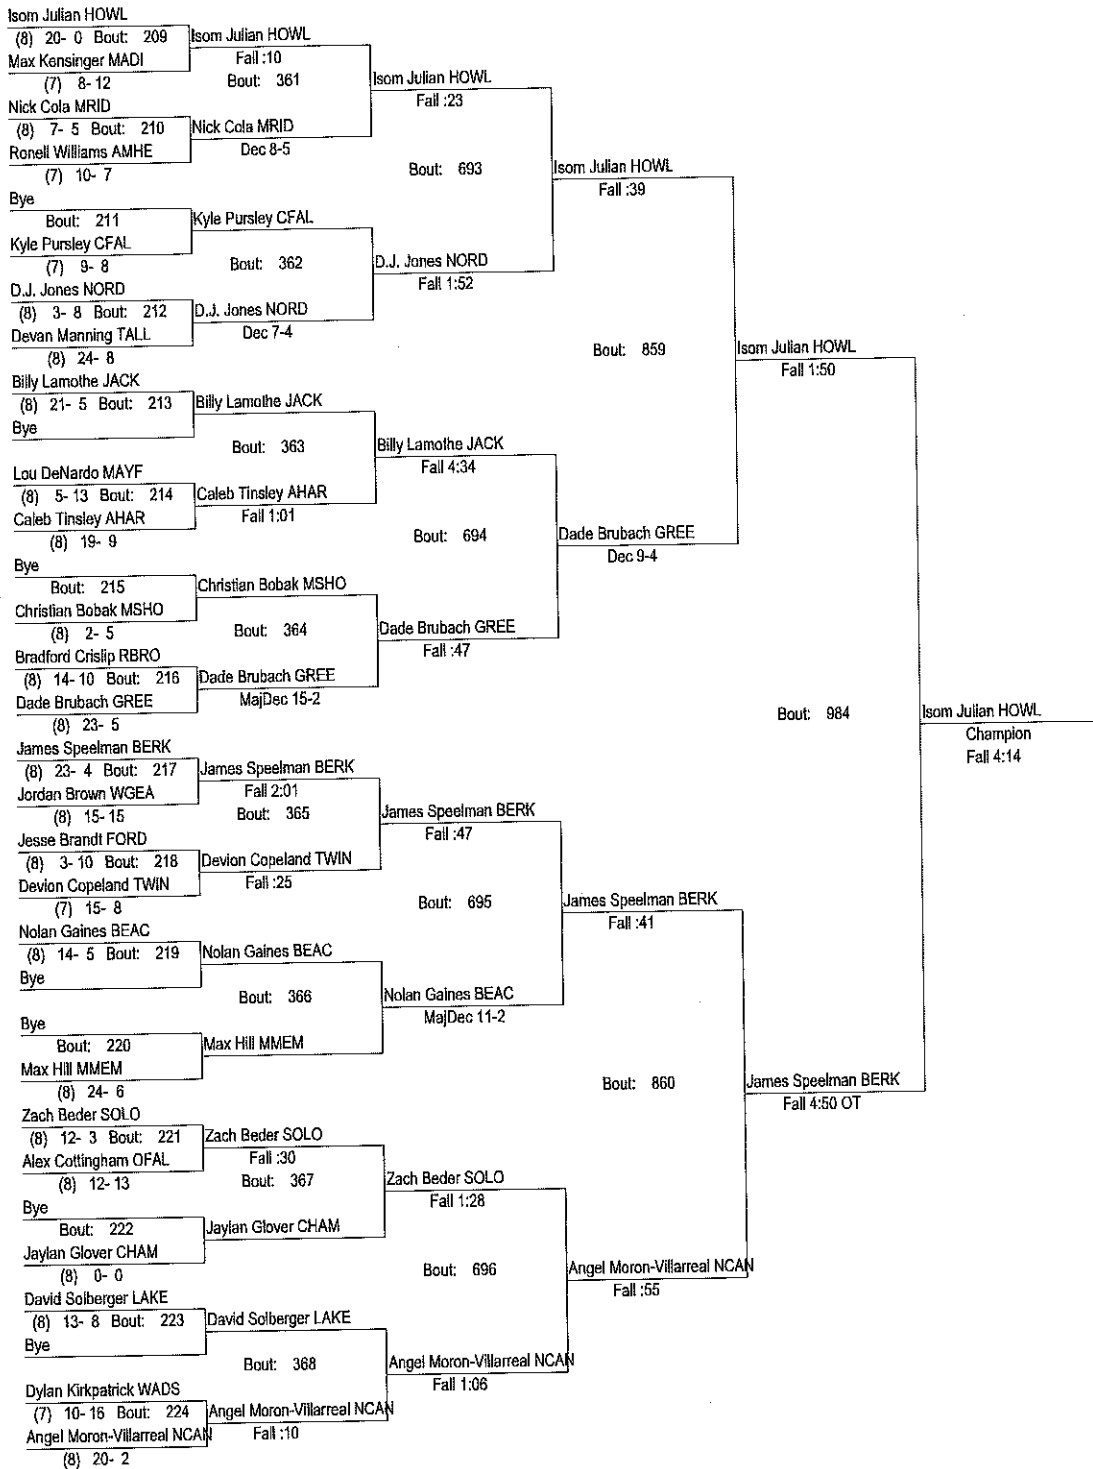 Isom Julian HOWL
(8) 20- 0 Bout: 209
Max Kensinger MADI
(7) 8-12
Nick Cola MRID
(8) 7- 5 Bout: 210
Ronell Williams AMHE
(7) 10- 7
Bye
Bout: 211
Kyle Pursley CFAL
(7) 9- 8
D.J. Jones NORD
(8) 3- 8 Bout: 212
Devan Manning TALL
(8) 24- 8
Billy Lamothe JACK
(8) 21- 5 Bout: 213
Bye
Lou DeNardo MAYF
(8) 5- 13 Bout: 214
Caleb Tinsley AHAR
(8) 19- 9
Bye
Bout: 215
Christian Bobak MSHO
(8) 2- 5
Bradford Crislip RBRO
(8) 14- 10 Bout: 216
Dade Brubach GREE
(8) 23- 5
James Speelman BERK
(8) 23- 4 Bout: 217
Jordan Brown WGEA
(8) 15- 15
Jesse Brandt FORD
(8) 3- 10 Bout: 218
Devion Copeland TWIN
(7) 15- 8
Nolan Gaines BEAC
(8) 14- 5 Bout: 219
Bye
Bye
Bout: 220
Max Hill MMEM
(8) 24- 6
Zach Beder SOLO
(8) 12- 3 Bout: 221
Alex Cottingham OFAL
(8) 12- 13
Bye
Bout: 222
Jaylan Glover CHAM
(8) 0- 0
David Solberger LAKE
(8) 13- 8 Bout: 223
Bye
Dylan Kirkpatrick WADS
(7) 10- 16 Bout: 224
Angel Moron-Villarreal NCAN
(8) 20- 2
Isom Julian HOWL
Fall :10
Bout: 361
Nick Cola MRID
Dec 8-5
Kyle Pursley CFAL
Bout: 362
D.J. Jones NORD
Dec 7-4
Billy Lamothe JACK
Bout: 363
Caleb Tinsley AHAR
Fall 1:01
Christian Bobak MSHO
Bout: 364
Dade Brubach GREE
MajDec 15-2
James Speelman BERK
Fall 2:01
Bout: 365
Devion Copeland TWIN
Fall :25
Nolan Gaines BEAC
Bout: 366
Max Hill MMEM
Zach Beder SOLO
Fall :30
Bout: 367
Jaylan Glover CHAM
David Solberger LAKE
Bout: 368
Angel Moron-Villarreal NCAN
Fall :10
Isom Julian HOWL
Fall :23
Bout: 693
D.J. Jones NORD
Fall 1:52
Billy Lamothe JACK
Fall 4:34
Bout: 694
Dade Brubach GREE
Fall :47
James Speelman BERK
Fall :47
Bout: 695
Nolan Gaines BEAC
MajDec 11-2
Zach Beder SOLO
Fall 1:28
Bout: 696
Angel Moron-Villarreal NCAN
Fall 1:06
Isom Julian HOWL
Fall :39
Bout: 859
Dade Brubach GREE
Dec 9-4
James Speelman BERK
Fall :41
Bout: 860
Angel Moron-Villarreal NCAN
Fall :55
Isom Julian HOWL
Fall 1:50
Bout: 984
James Speelman BERK
Fall 4:50 OT
Isom Julian HOWL
Champion
Fall 4:14